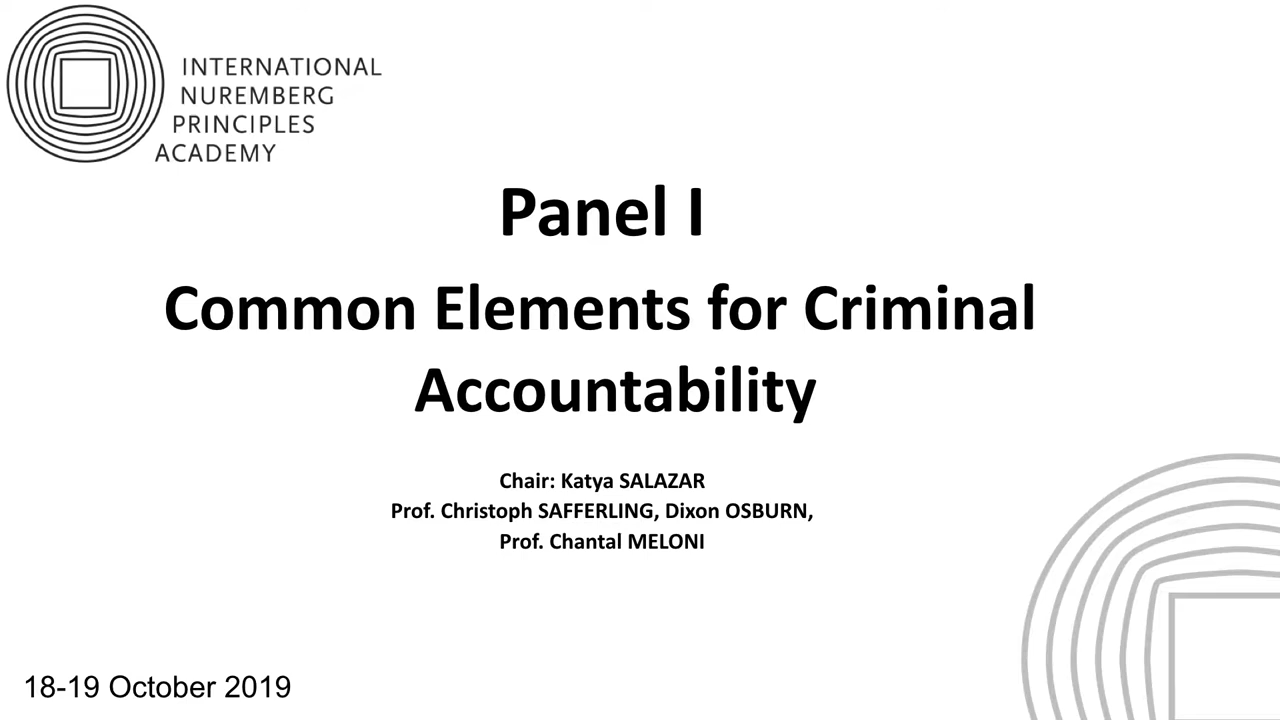 INTERNATIONAL
NUREMBERG
PRINCIPLES
ACADEMY
Panel I
Common Elements for Criminal
Accountability
Chair: Katya SALAZAR
Prof. Christoph SAFFERLING, Dixon OSBURN,
Prof. Chantal MELONI
18-19 October 2019